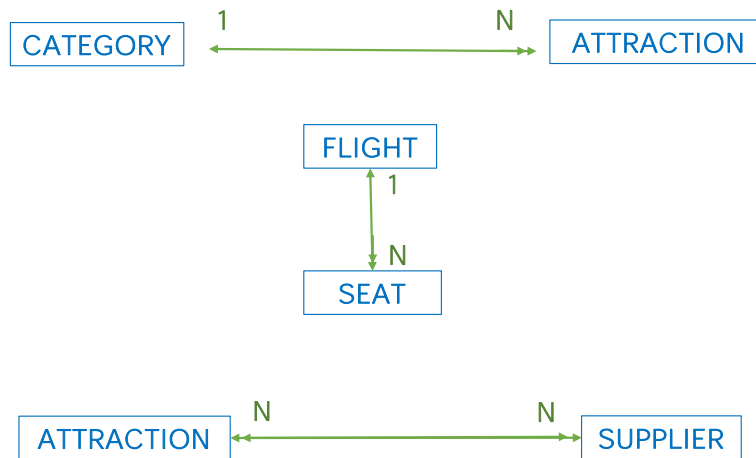 1 N
CATEGORY ATTRACTION
FLIGHT
1
N
SEAT
N N
ATTRACTION SUPPLIER